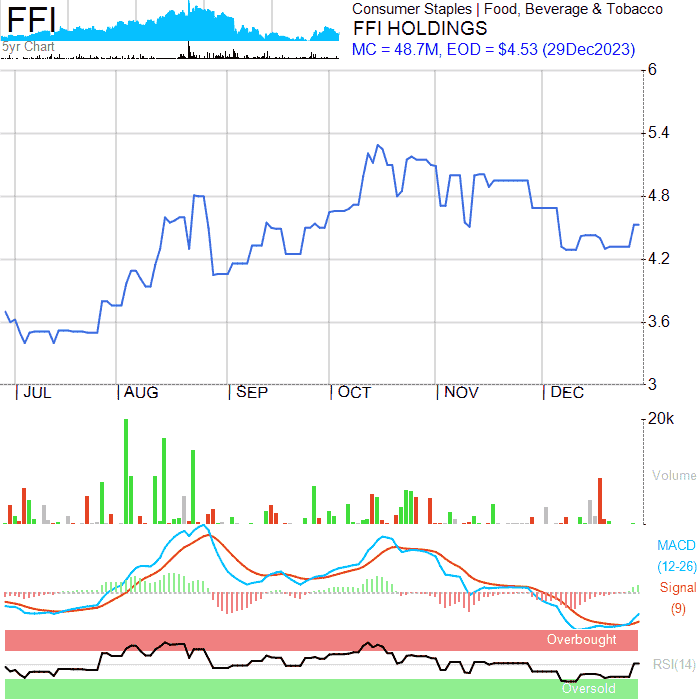 FFI
5yr Chart
Consumer Staples | Food, Beverage & Tobacco
FFI HOLDINGS
MC = 48.7M, EOD = $4.53 (29Dec2023)
6
5.4
4.8
4.2
3.6
3
JUL AUG SEP OCT NOV DEC
20k
Volume
MACD
(12-26)
Signal
(9)
Overbought
RSI(14)
Oversold